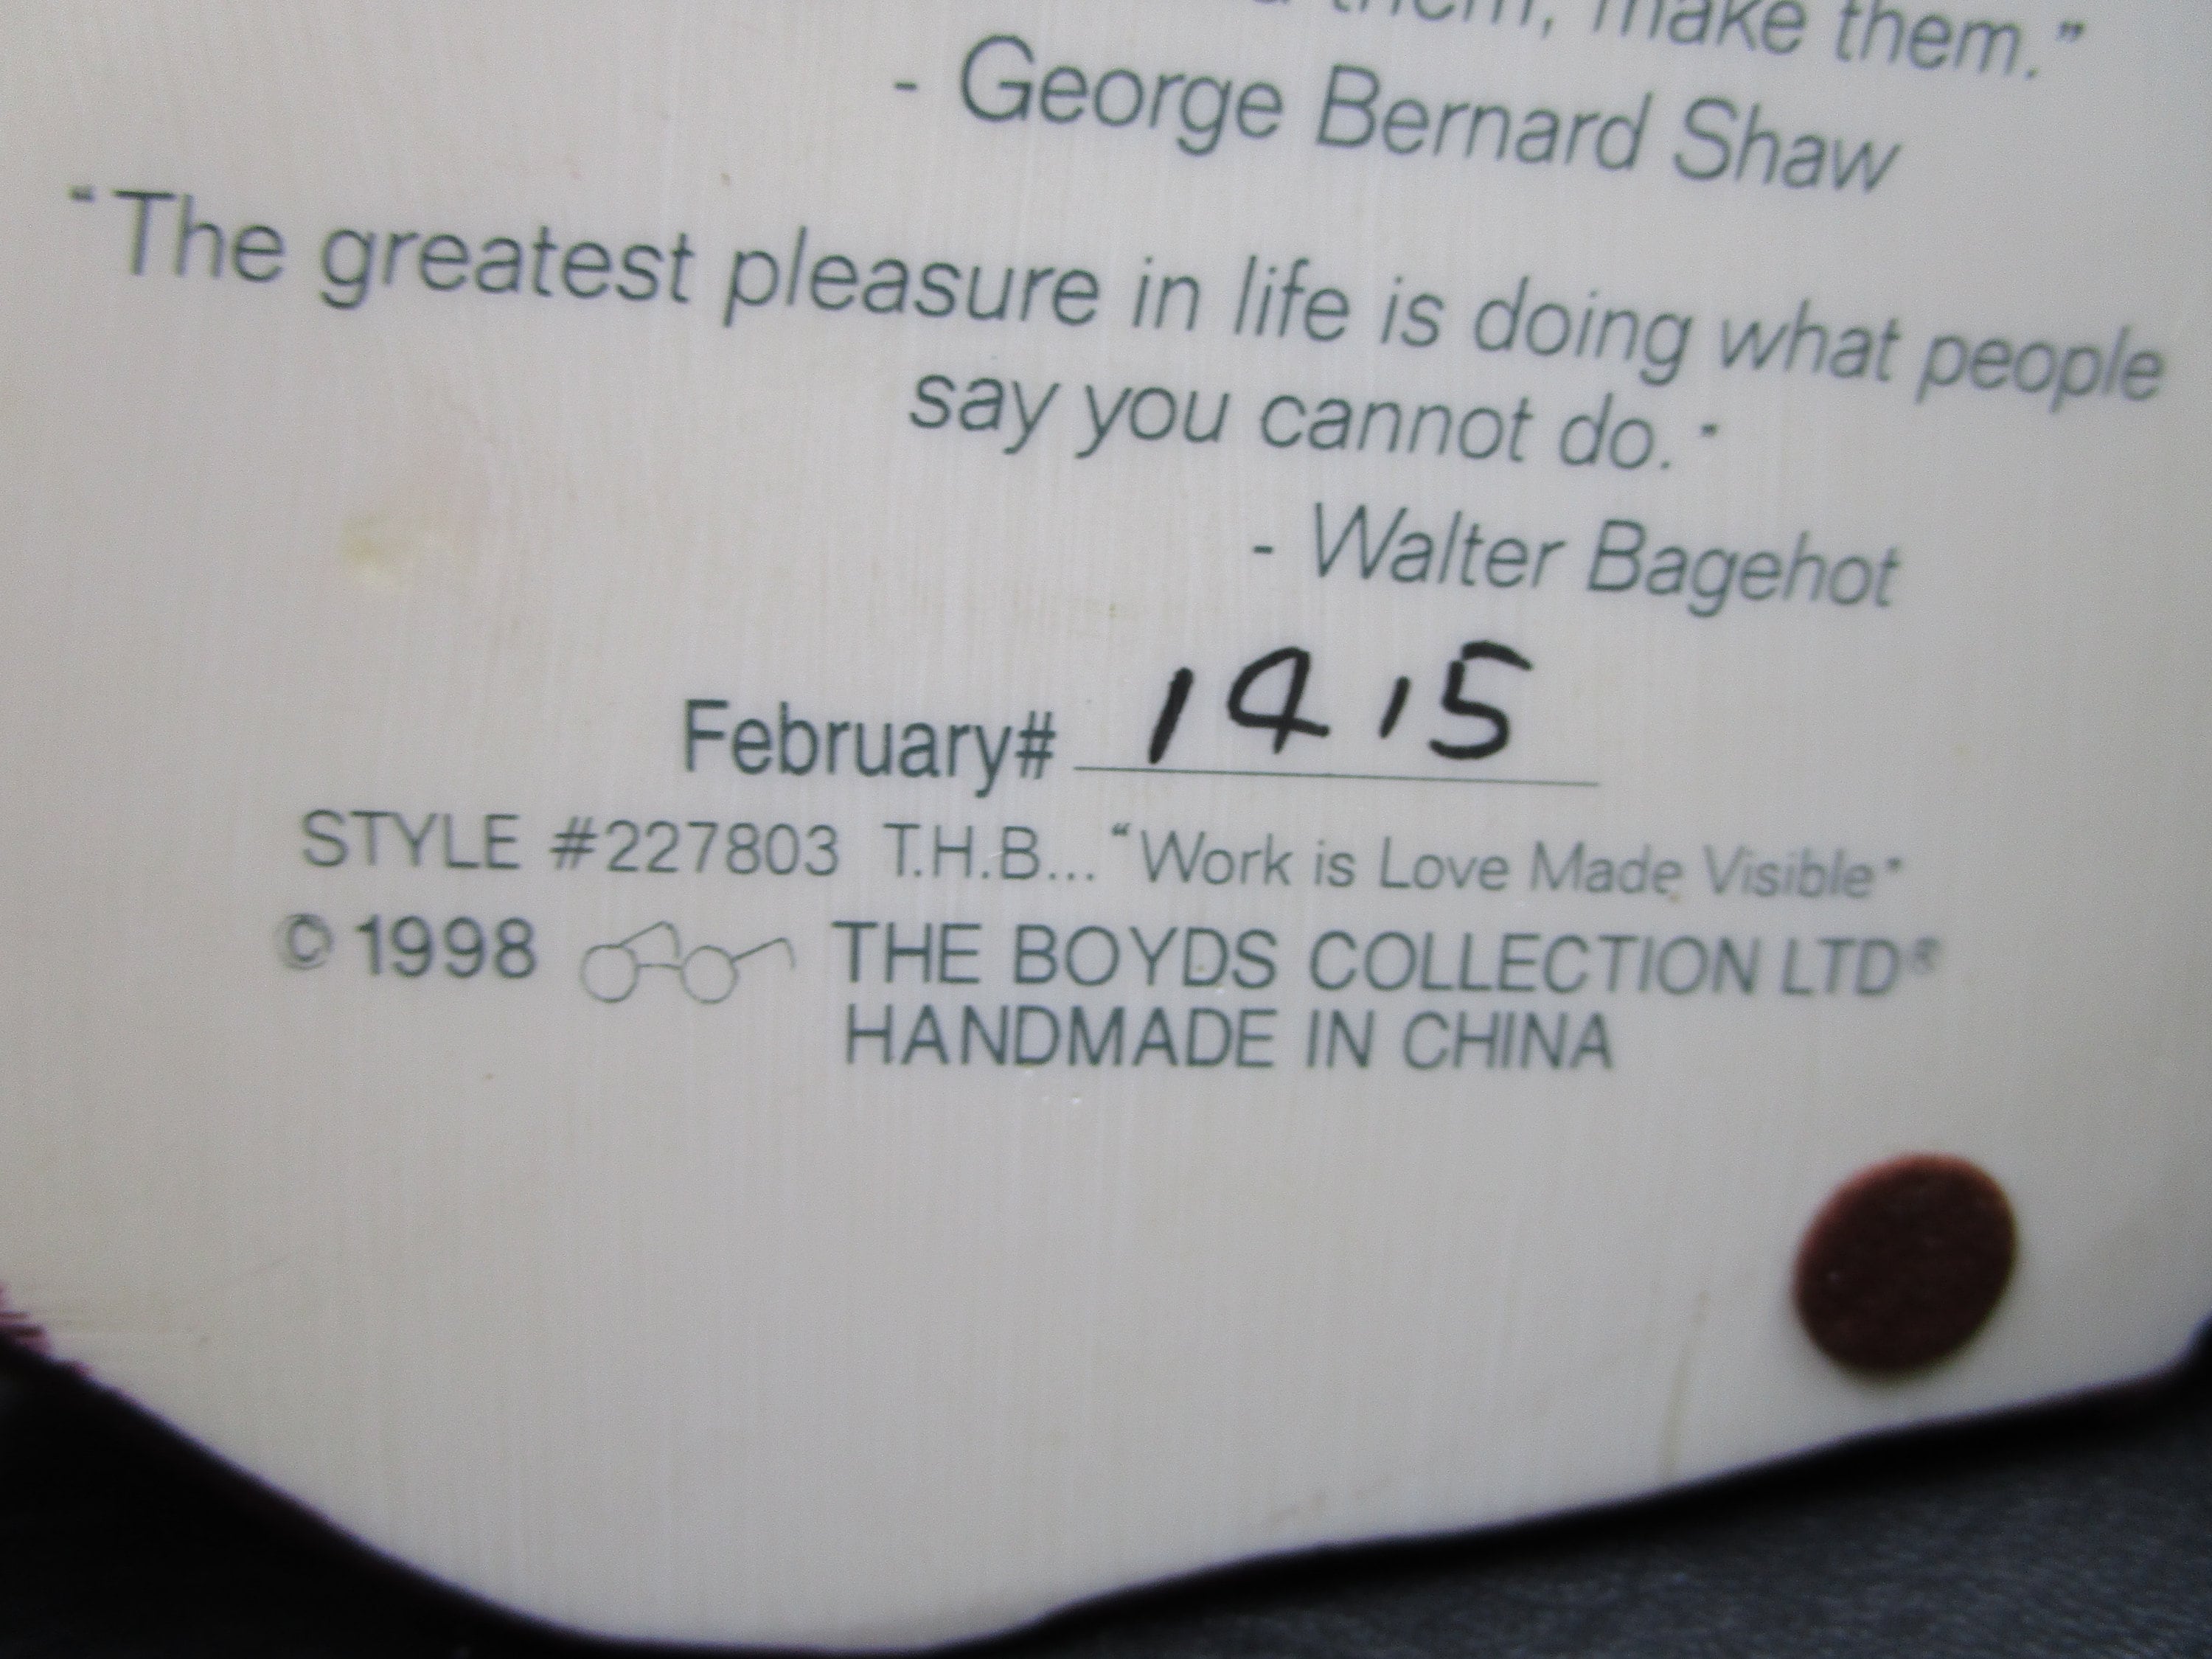 them, make them."
- George Bernard Shaw
"The greatest pleasure in life is doing what people
say you cannot do."
- Walter Bagehot
February# 1415
STYLE #227803 T.H.B... "Work is Love Made Visible"
© 1998 THE BOYDS COLLECTION LTD®
HANDMADE IN CHINA